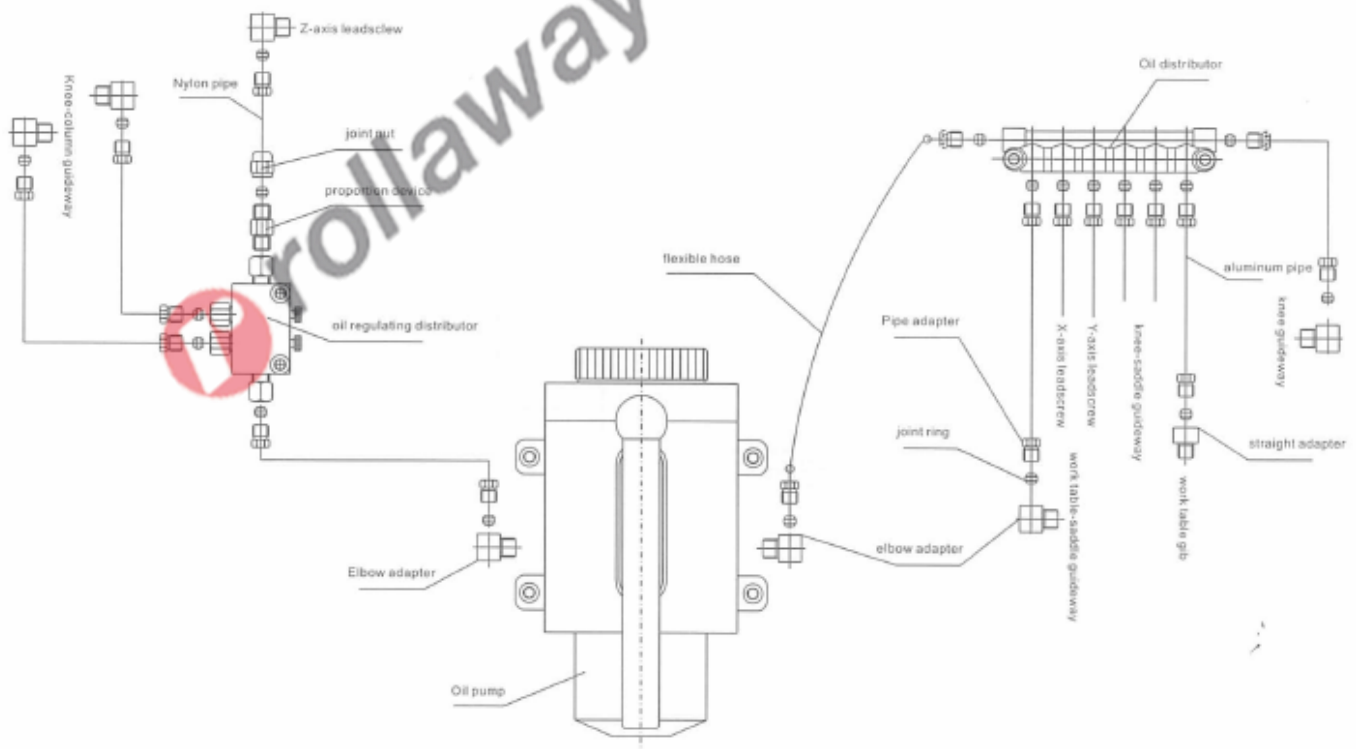 Z-axis leadsclew
Nylon pipe
Knee-column guideway
joint nut
proportion device
rollaway
oil regulating distributor
Elbow adapter
Oil pump
Oil distributor
flexible hose
aluminum pipe
Pipe adapter
X-axis leadscrew
Y-axis leadscrew
knee-saddle guideway
knee guideway
joint ring
work table-saddle guideway
straight adapter
work table gib
elbow adapter